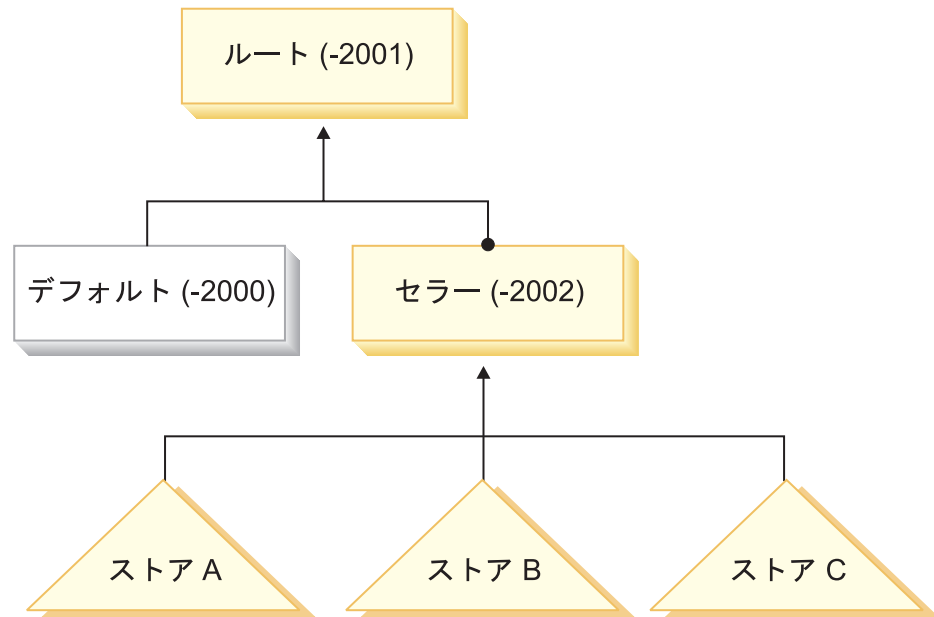 ルート (-2001)
デフォルト (-2000)
セラー (-2002)
ストア A
ストア B
ストア C